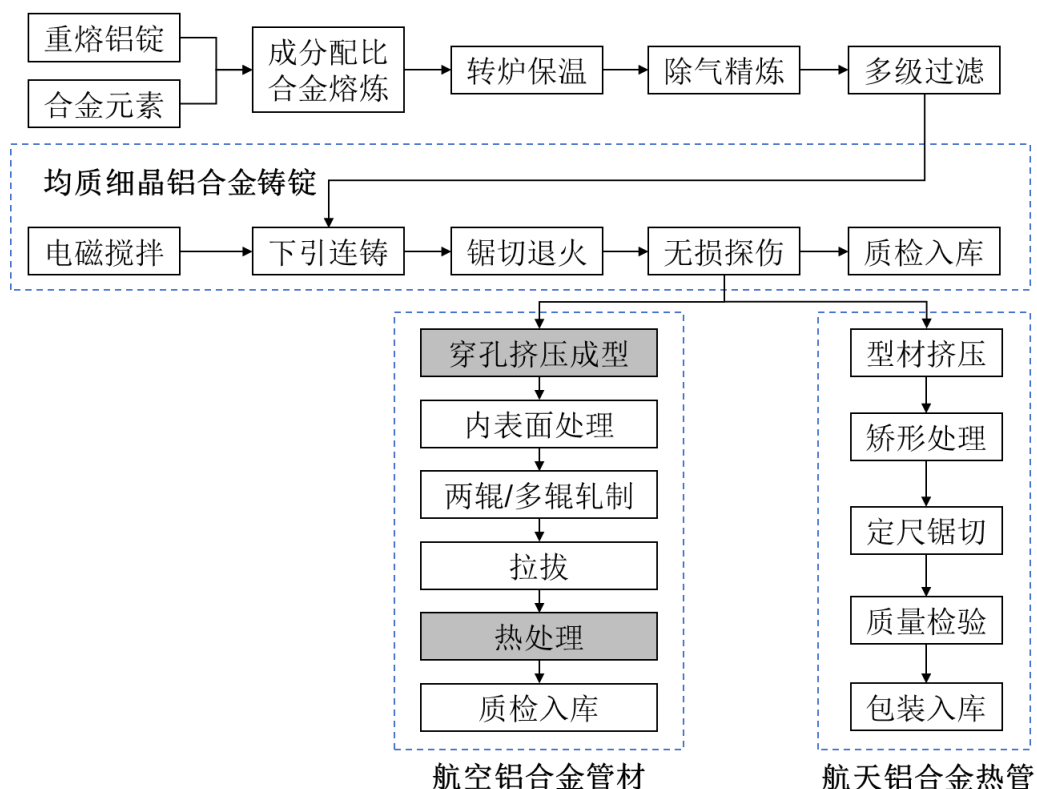 重熔铝锭
合金元素
成分配比
合金熔炼
转炉保温
除气精炼
多级过滤
均质细晶铝合金铸锭
电磁搅拌
下引连铸
锯切退火
无损探伤
质检入库
穿孔挤压成型
内表面处理
两辊/多辊轧制
拉拔
热处理
质检入库
航空铝合金管材
型材挤压
矫形处理
定尺锯切
质量检验
包装入库
航天铝合金热管